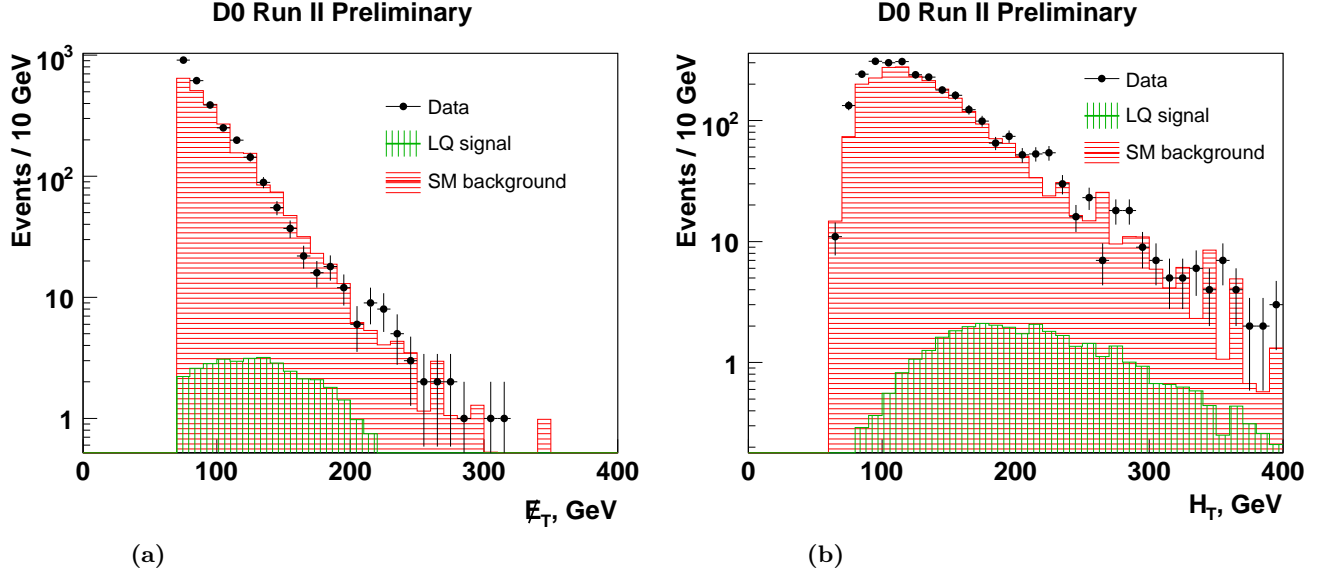 D0 Run II Preliminary
Events / 10 GeV
10³
10²
10
1
Data
LQ signal
SM background
0 100 200 300 400
E̸_T, GeV
(a)
D0 Run II Preliminary
Events / 10 GeV
10²
10
1
Data
LQ signal
SM background
0 100 200 300 400
H_T, GeV
(b)